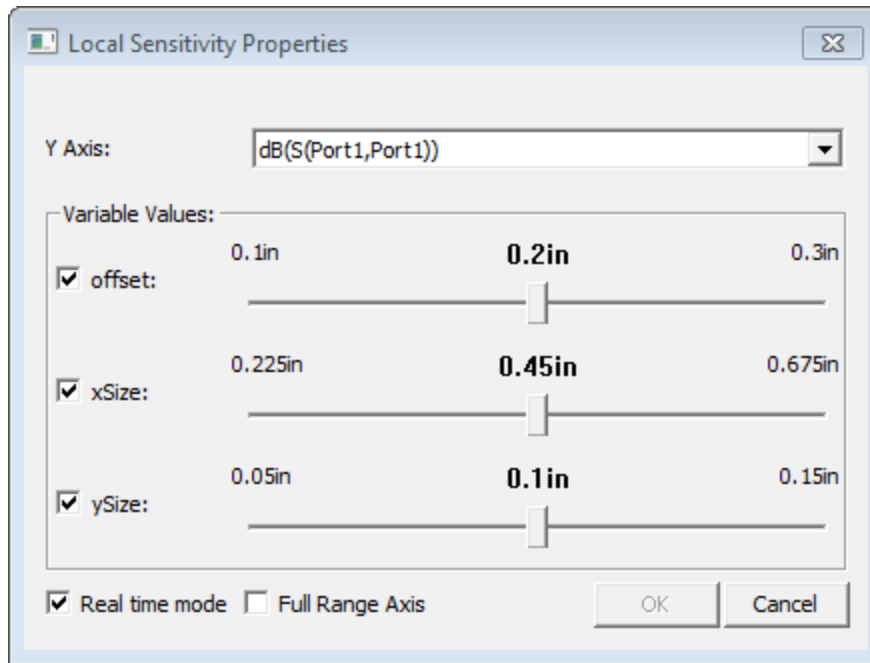 Local Sensitivity Properties
Y Axis: dB(S(Port1,Port1))
Variable Values:
0.1in 0.2in 0.3in
offset:
0.225in 0.45in 0.675in
xSize:
0.05in 0.1in 0.15in
ySize:
Real time mode Full Range Axis OK Cancel